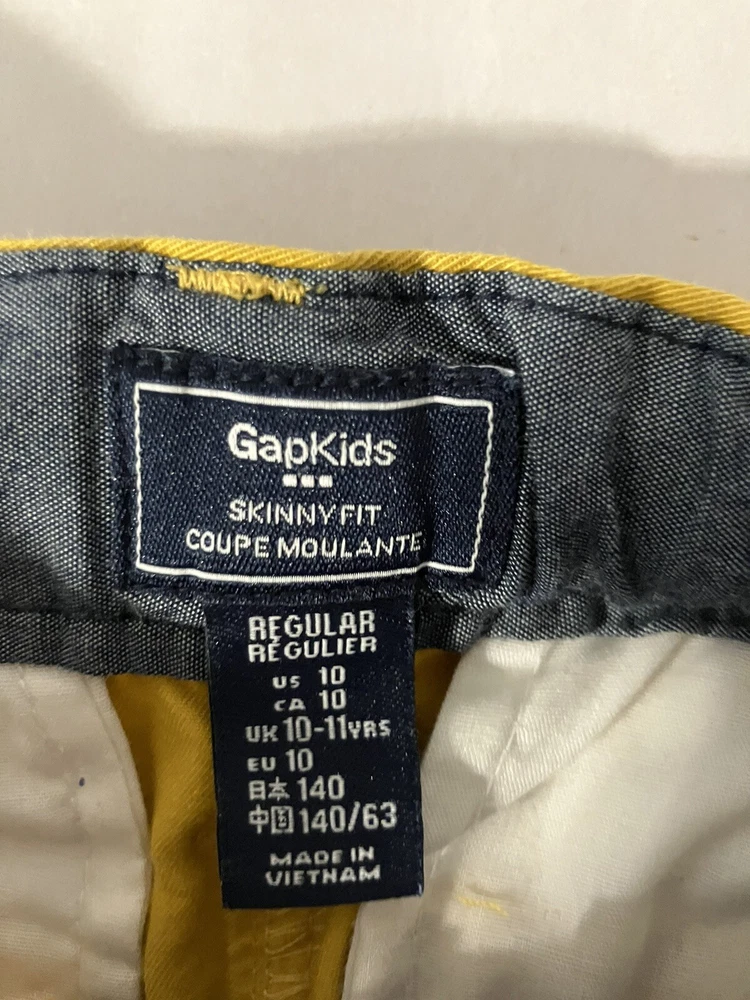 GapKids
SKINNY FIT
COUPE MOULANTE
REGULAR
RÉGULIER
US 10
CA 10
UK 10-11YRS
EU 10
日本 140
中国 140/63
MADE IN
VIETNAM